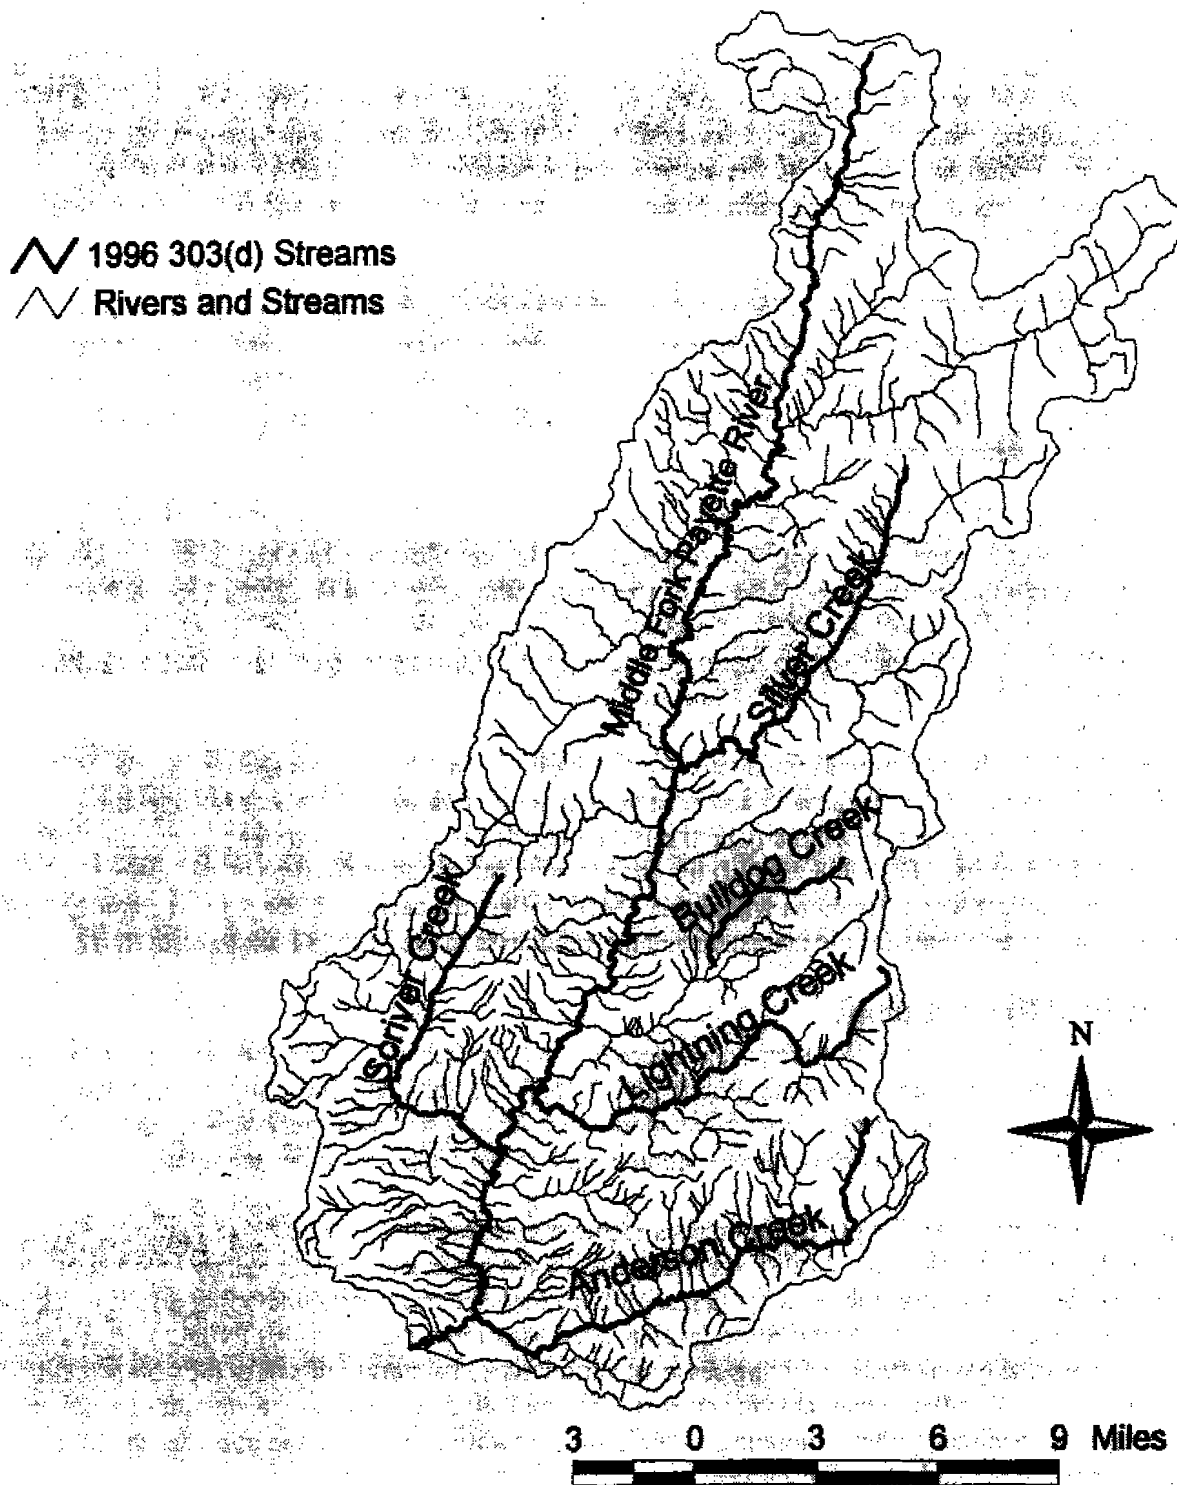 1996 303(d) Streams
Rivers and Streams
Middle Fork Payette River
Silver Creek
Bulldog Creek
Scriver Creek
Lightning Creek
N
Anderson Creek
3 0 3 6 9 Miles